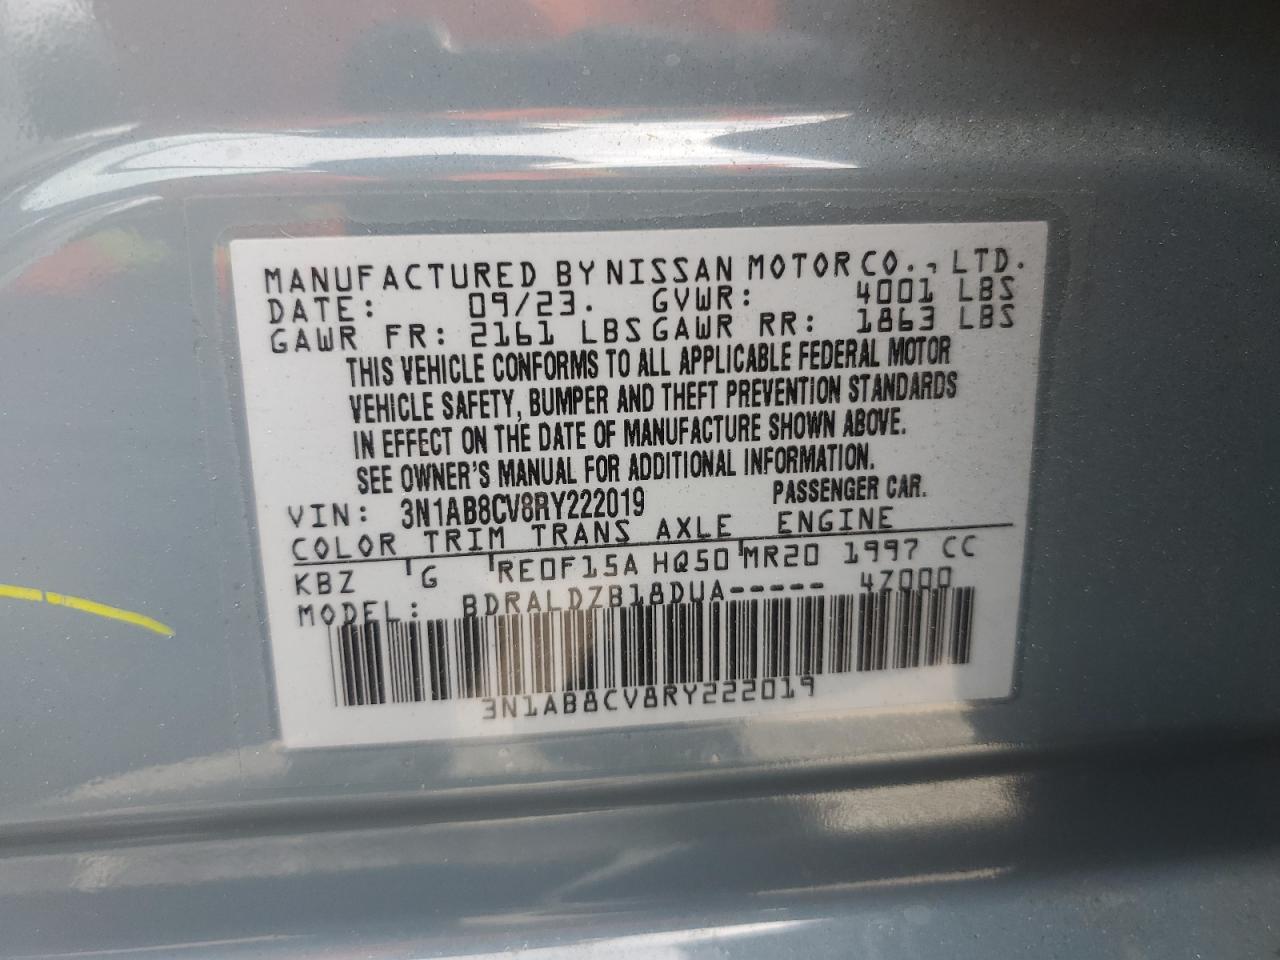 MANUFACTURED BY NISSAN MOTOR CO., LTD.
DATE: 09/23. GVWR: 4001 LBS
GAWR FR: 2161 LBS GAWR RR: 1863 LBS
THIS VEHICLE CONFORMS TO ALL APPLICABLE FEDERAL MOTOR
VEHICLE SAFETY, BUMPER AND THEFT PREVENTION STANDARDS
IN EFFECT ON THE DATE OF MANUFACTURE SHOWN ABOVE.
SEE OWNER'S MANUAL FOR ADDITIONAL INFORMATION.
VIN: 3N1AB8CV8RY222019 PASSENGER CAR.
COLOR TRIM TRANS AXLE ENGINE
KBZ G RE0F15A HQ50 MR20 1997 CC
MODEL: BDRALDZB18DUA----- 4Z000
3N1AB8CV8RY222019